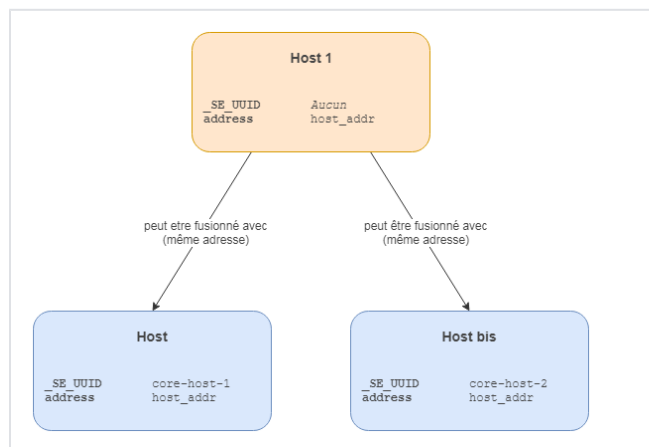 Host 1
_SE_UUID Aucun
address host_addr
peut etre fusionné avec
(même adresse)
peut être fusionné avec
(même adresse)
Host
_SE_UUID core-host-1
address host_addr
Host bis
_SE_UUID core-host-2
address host_addr